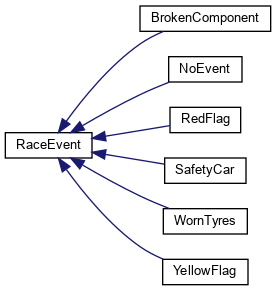 BrokenComponent
NoEvent
RedFlag
RaceEvent
SafetyCar
WornTyres
YellowFlag